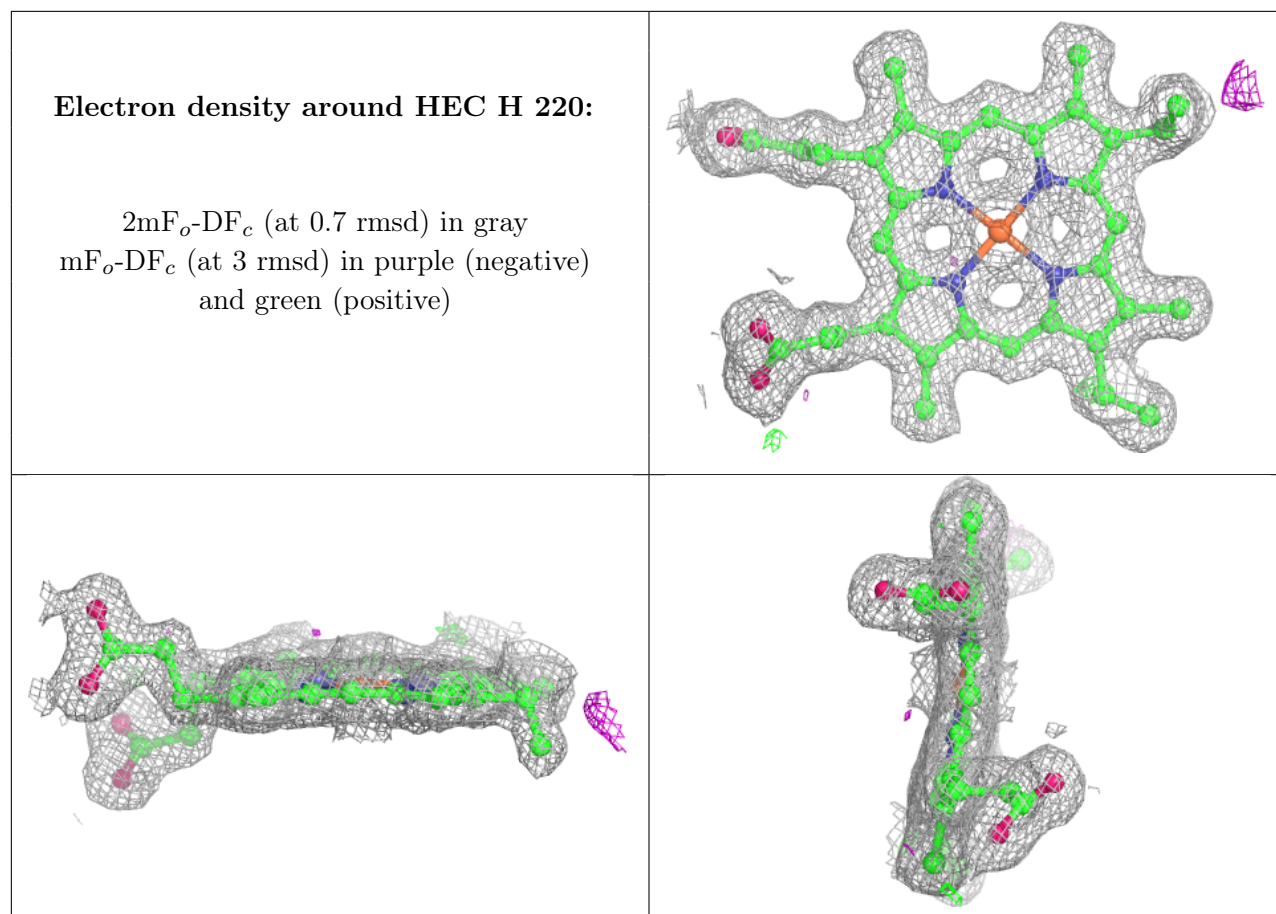 Electron density around HEC H 220:
2mFo-DFc (at 0.7 rmsd) in gray
mFo-DFc (at 3 rmsd) in purple (negative)
and green (positive)